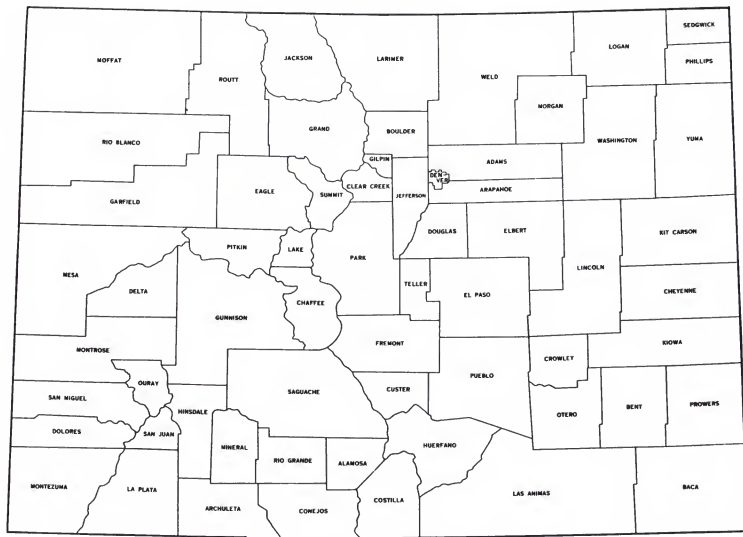 SEDGWICK
LOGAN
JACKSON
LARIMER
MOFFAT
PHILLIPS
ROUTT
WELD
MORGAN
GRAND
BOULDER
RIO BLANCO
WASHINGTON
YUMA
GILPIN
ADAMS
DEN
VER
CLEAR CREEK
EAGLE
SUMMIT
JEFFERSON
ARAPAHOE
GARFIELD
DOUGLAS
ELBERT
KIT CARSON
PITKIN
LAKE
PARK
LINCOLN
MESA
TELLER
CHEYENNE
DELTA
EL PASO
CHAFFEE
GUNNISON
FREMONT
KIOWA
MONTROSE
CROWLEY
PUEBLO
OURAY
CUSTER
SAGUACHE
SAN MIGUEL
HINSDALE
BENT
PROWERS
OTERO
DOLORES
SAN JUAN
MINERAL
HUERFANO
RIO GRANDE
ALAMOSA
MONTEZUMA
LA PLATA
COSTILLA
LAS ANIMAS
BACA
ARCHULETA
CONEJOS